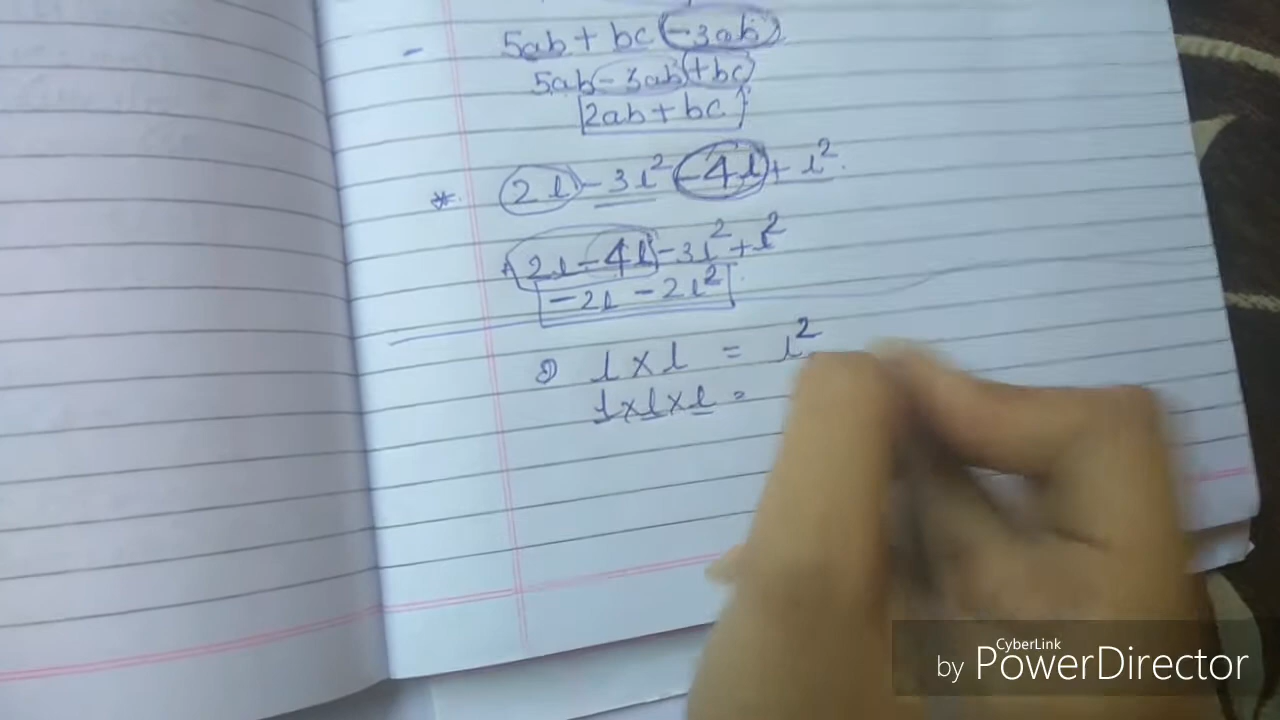 - 5ab + bc - 3ab
5ab - 3ab + bc
2ab + bc
* 2l - 3l² - 4l + l²
2l - 4l - 3l² + l²
-2l - 2l²
l × l = l²
l × l × l =
CyberLink
by PowerDirector